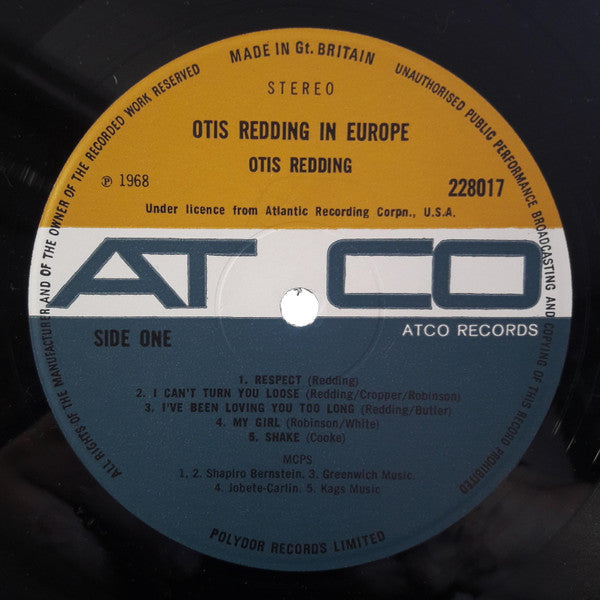 MADE IN Gt. BRITAIN
UNAUTHORISED PUBLIC PERFORMANCE BROADCASTING AND COPYING OF THIS RECORD PROHIBITED
ALL RIGHTS OF THE MANUFACTURER AND OF THE OWNER OF THE RECORDED WORK RESERVED
STEREO
OTIS REDDING IN EUROPE
OTIS REDDING
℗ 1968
228017
Under licence from Atlantic Recording Corpn., U.S.A.
AT CO
SIDE ONE
ATCO RECORDS
1. RESPECT (Redding)
2. I CAN'T TURN YOU LOOSE (Redding/Cropper/Robinson)
3. I'VE BEEN LOVING YOU TOO LONG (Redding/Butler)
4. MY GIRL (Robinson/White)
5. SHAKE (Cooke)
MCPS
1, 2. Shapiro Bernstein. 3. Greenwich Music.
4. Jobete-Carlin. 5. Kags Music
POLYDOR RECORDS LIMITED